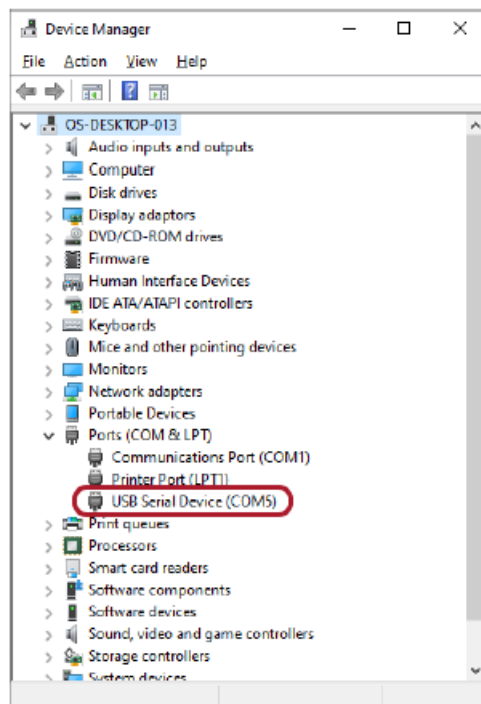 Device Manager
File Action View Help
OS-DESKTOP-013
Audio inputs and outputs
Computer
Disk drives
Display adaptors
DVD/CD-ROM drives
Firmware
Human Interface Devices
IDE ATA/ATAPI controllers
Keyboards
Mice and other pointing devices
Monitors
Network adapters
Portable Devices
Ports (COM & LPT)
Communications Port (COM1)
Printer Port (LPT1)
USB Serial Device (COM5)
Print queues
Processors
Smart card readers
Software components
Software devices
Sound, video and game controllers
Storage controllers
System devices